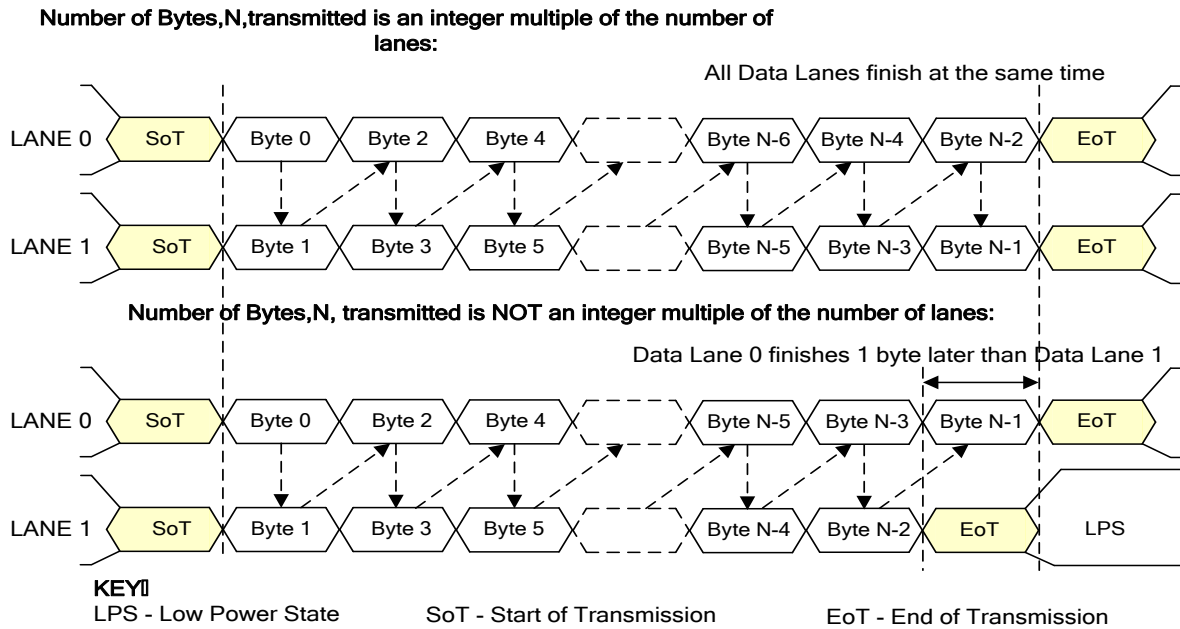 Number of Bytes,N,transmitted is an integer multiple of the number of
lanes:
All Data Lanes finish at the same time
LANE 0 SoT Byte 0 Byte 2 Byte 4 Byte N-6 Byte N-4 Byte N-2 EoT
LANE 1 SoT Byte 1 Byte 3 Byte 5 Byte N-5 Byte N-3 Byte N-1 EoT
Number of Bytes,N, transmitted is NOT an integer multiple of the number of lanes:
Data Lane 0 finishes 1 byte later than Data Lane 1
LANE 0 SoT Byte 0 Byte 2 Byte 4 Byte N-5 Byte N-3 Byte N-1 EoT
LANE 1 SoT Byte 1 Byte 3 Byte 5 Byte N-4 Byte N-2 EoT LPS
KEY
LPS - Low Power State SoT - Start of Transmission EoT - End of Transmission